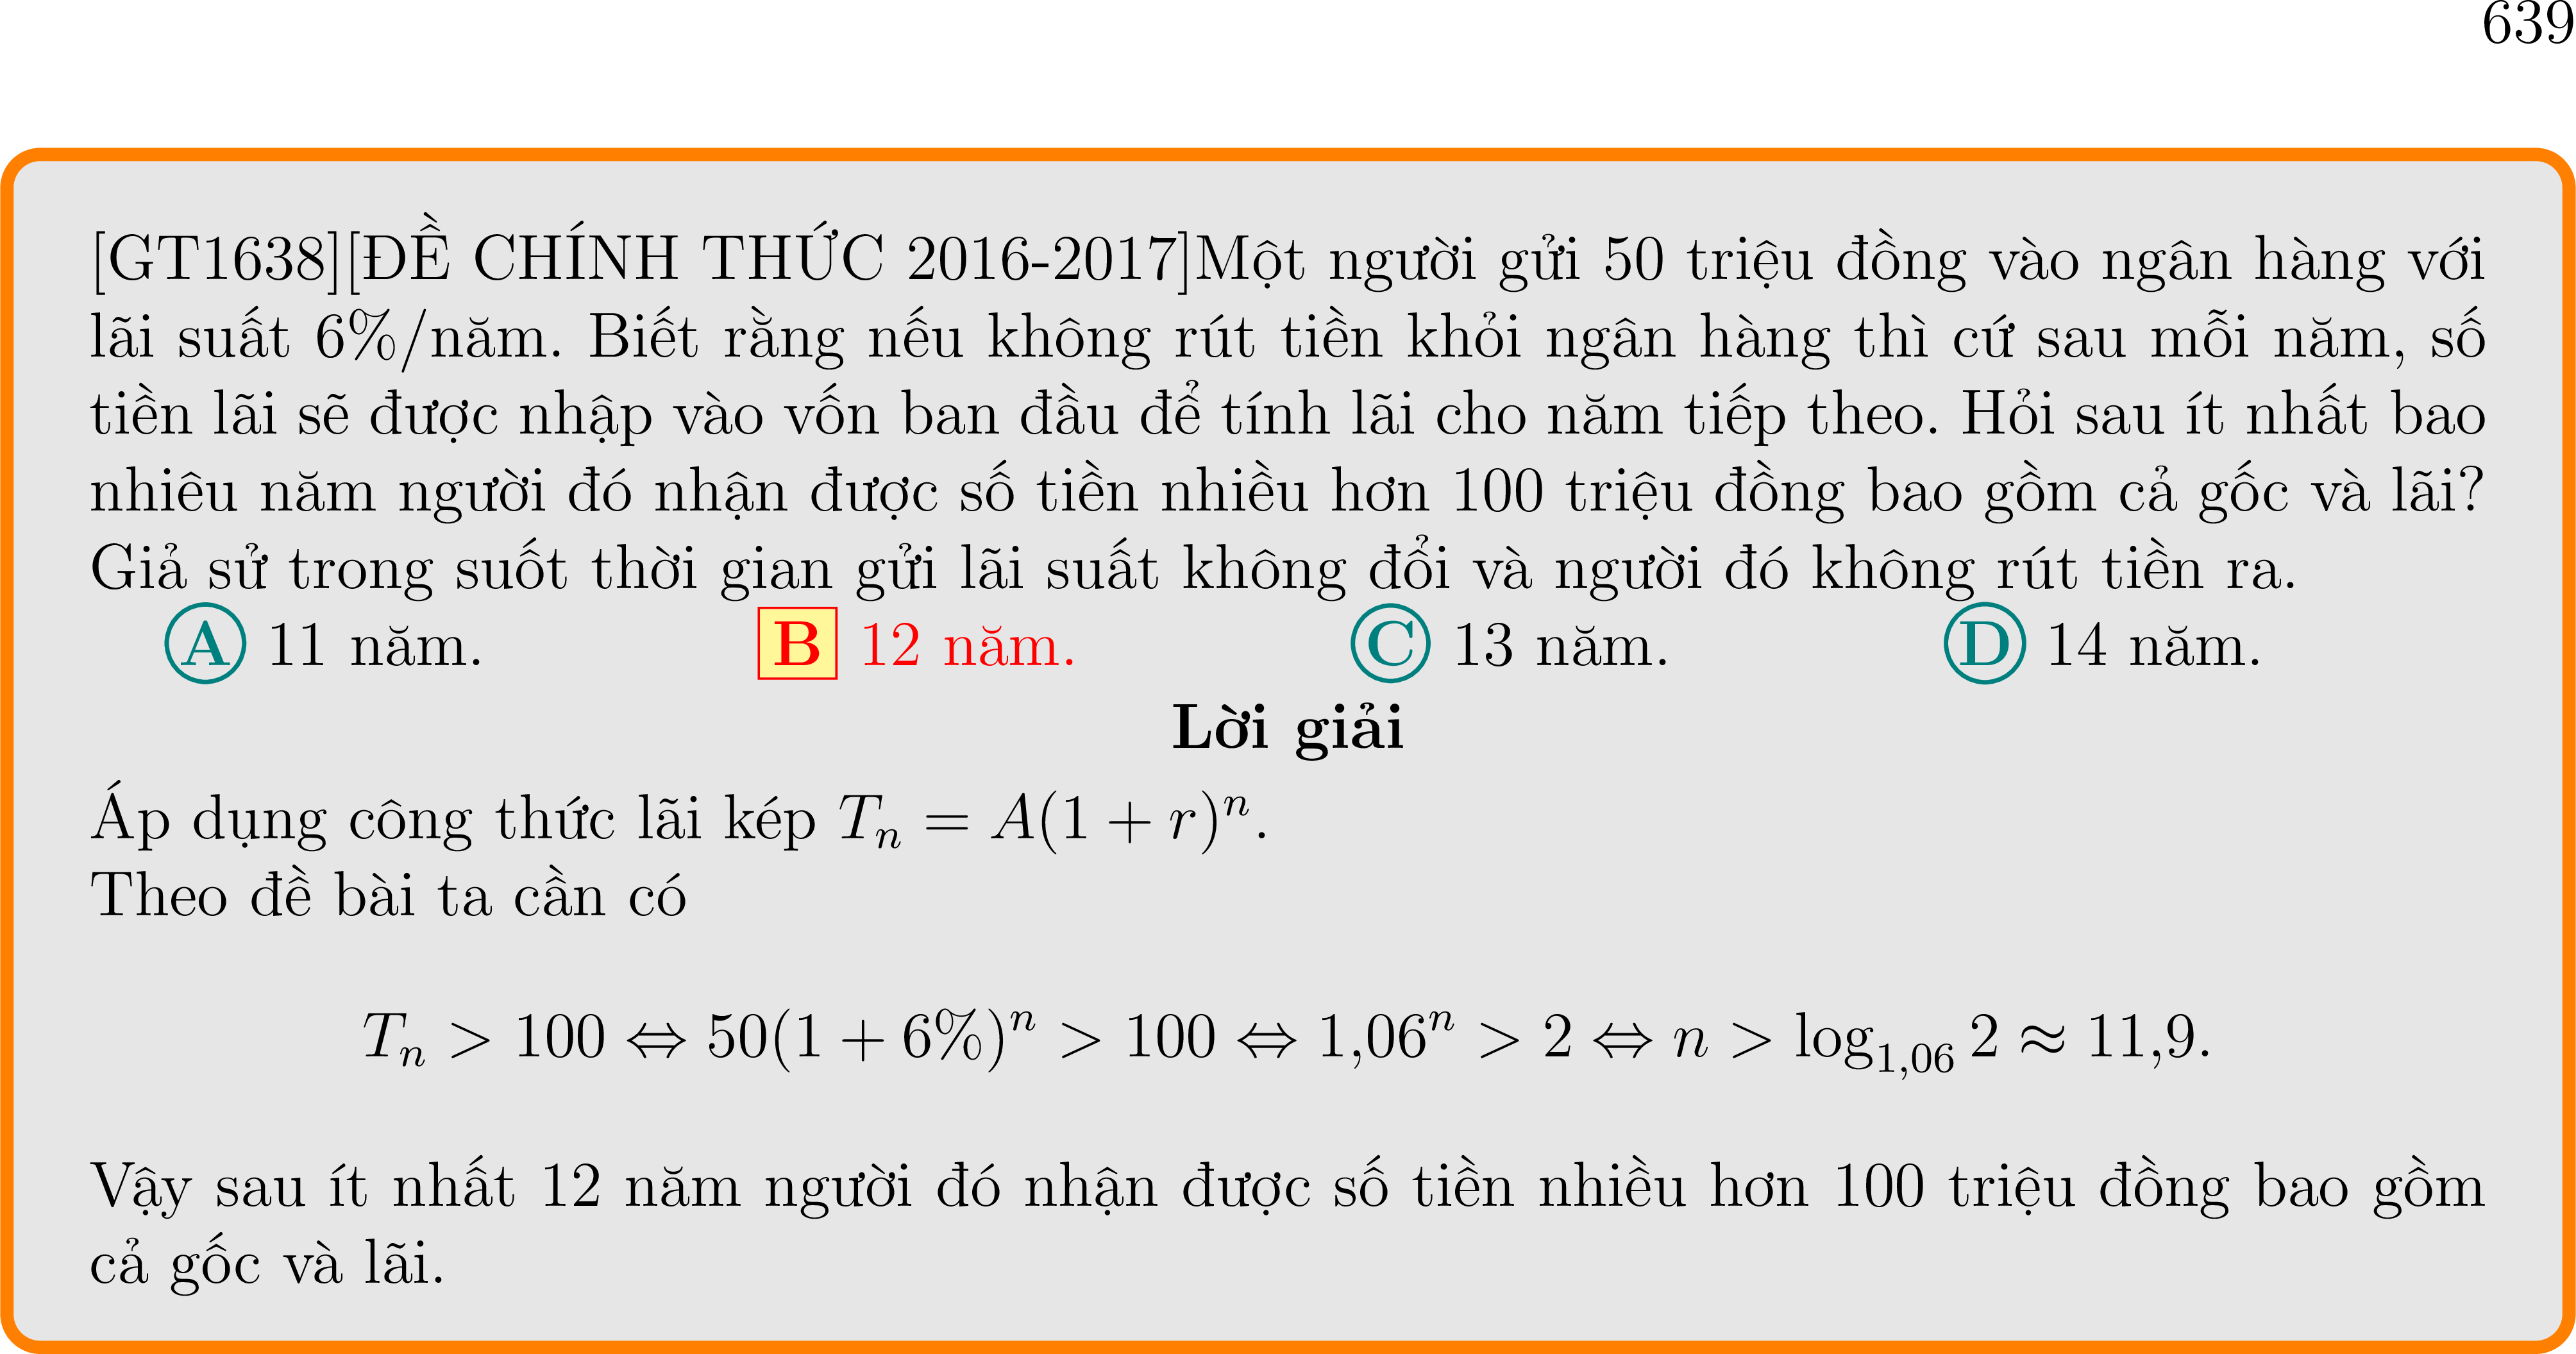 639
[GT1638][ĐỀ CHÍNH THỨC 2016-2017]Một người gửi 50 triệu đồng vào ngân hàng với
lãi suất 6%/năm. Biết rằng nếu không rút tiền khỏi ngân hàng thì cứ sau mỗi năm, số
tiền lãi sẽ được nhập vào vốn ban đầu để tính lãi cho năm tiếp theo. Hỏi sau ít nhất bao
nhiêu năm người đó nhận được số tiền nhiều hơn 100 triệu đồng bao gồm cả gốc và lãi?
Giả sử trong suốt thời gian gửi lãi suất không đổi và người đó không rút tiền ra.
A 11 năm. B 12 năm. C 13 năm. D 14 năm.
Lời giải
Áp dụng công thức lãi kép $T_n = A(1 + r)^n$.
Theo đề bài ta cần có
$T_n > 100 \Leftrightarrow 50(1 + 6\%)^n > 100 \Leftrightarrow 1{,}06^n > 2 \Leftrightarrow n > \log_{1{,}06} 2 \approx 11{,}9.$
Vậy sau ít nhất 12 năm người đó nhận được số tiền nhiều hơn 100 triệu đồng bao gồm
cả gốc và lãi.